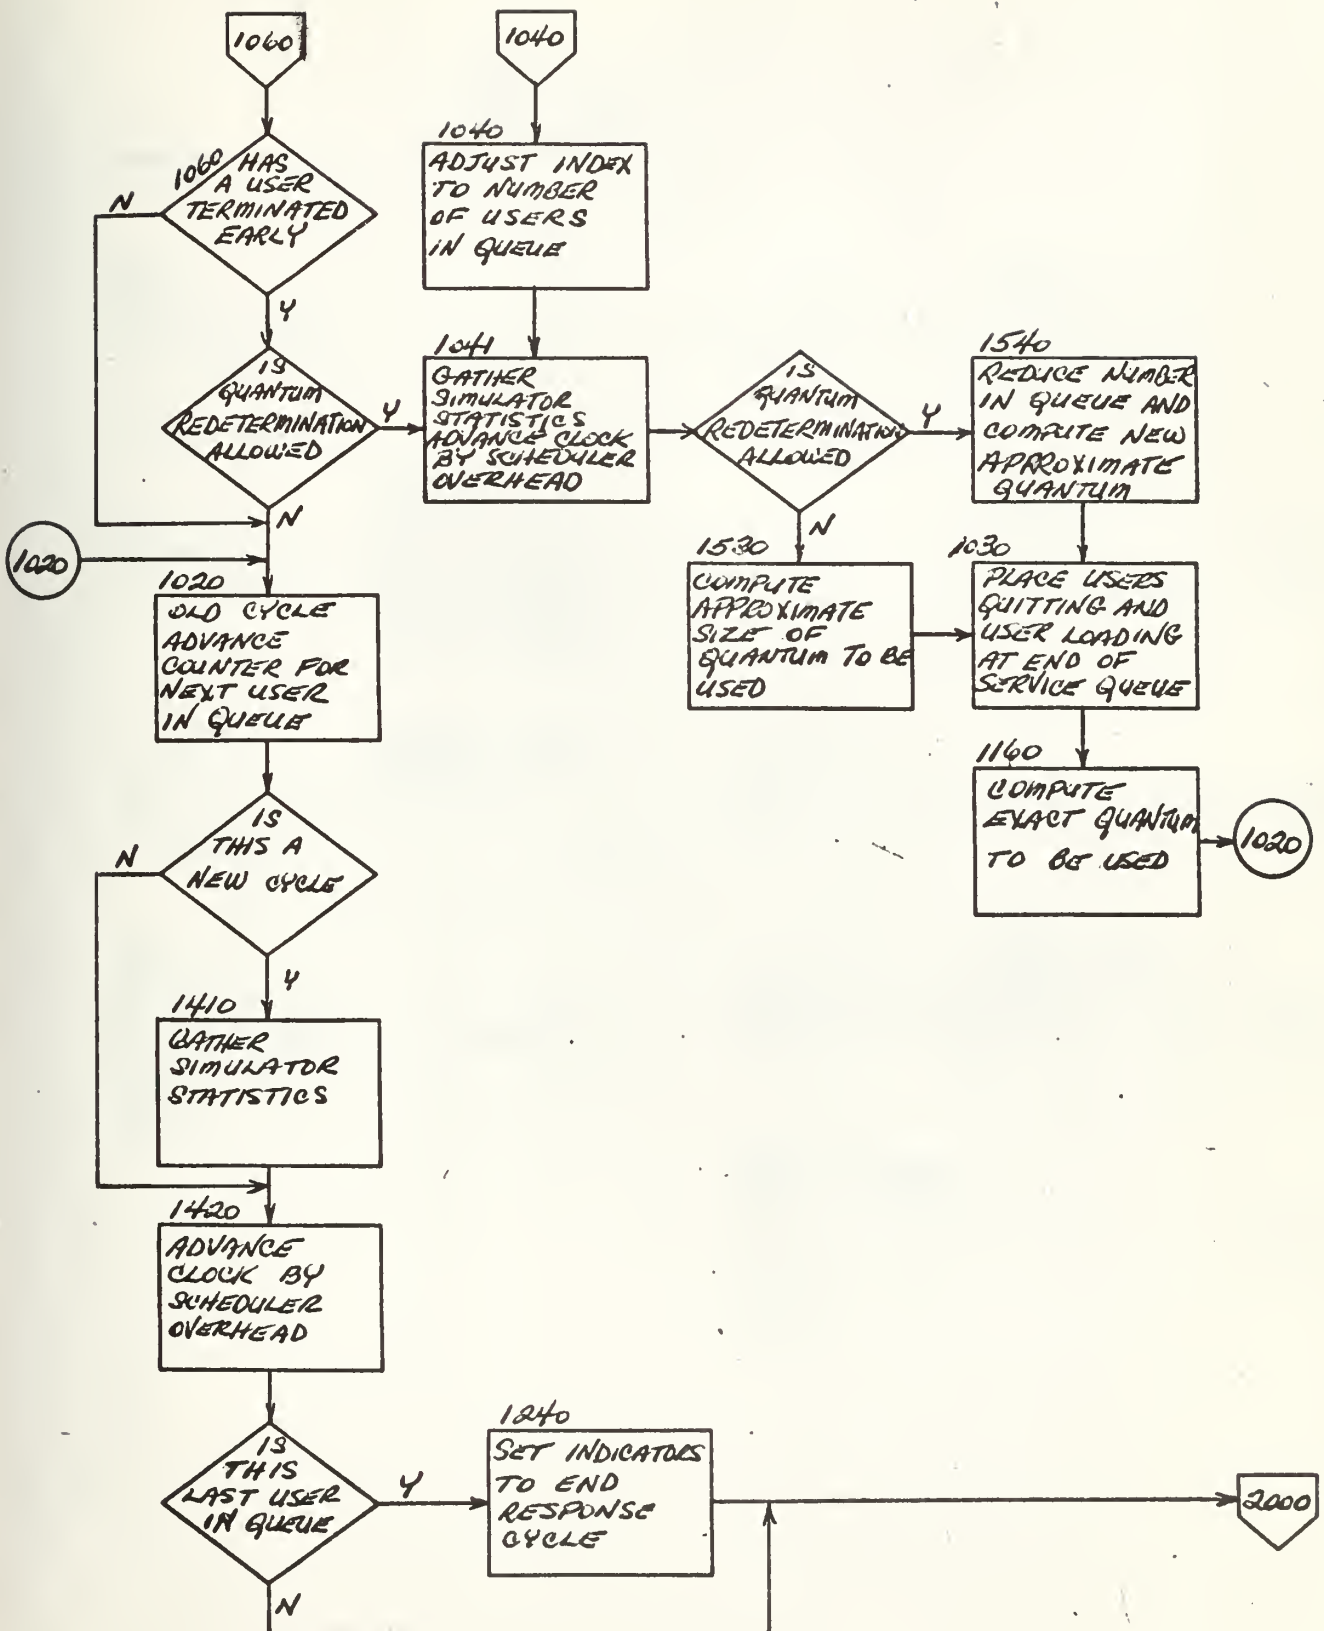 1060
1040
1060
HAS
A USER
TERMINATED
EARLY
N
Y
1040
ADJUST INDEX
TO NUMBER
OF USERS
IN QUEUE
IS
QUANTUM
REDETERMINATION
ALLOWED
Y
N
1041
GATHER
SIMULATOR
STATISTICS
ADVANCE CLOCK
BY SCHEDULER
OVERHEAD
IS
QUANTUM
REDETERMINATION
ALLOWED
Y
N
1540
REDUCE NUMBER
IN QUEUE AND
COMPUTE NEW
APPROXIMATE
QUANTUM
1020
1020
OLD CYCLE
ADVANCE
COUNTER FOR
NEXT USER
IN QUEUE
1530
COMPUTE
APPROXIMATE
SIZE OF
QUANTUM TO BE
USED
1030
PLACE USERS
QUITTING AND
USER LOADING
AT END OF
SERVICE QUEUE
1160
COMPUTE
EXACT QUANTUM
TO BE USED
1020
IS
THIS A
NEW CYCLE
N
Y
1410
GATHER
SIMULATOR
STATISTICS
1420
ADVANCE
CLOCK BY
SCHEDULER
OVERHEAD
IS
THIS
LAST USER
IN QUEUE
Y
N
1240
SET INDICATORS
TO END
RESPONSE
CYCLE
2000